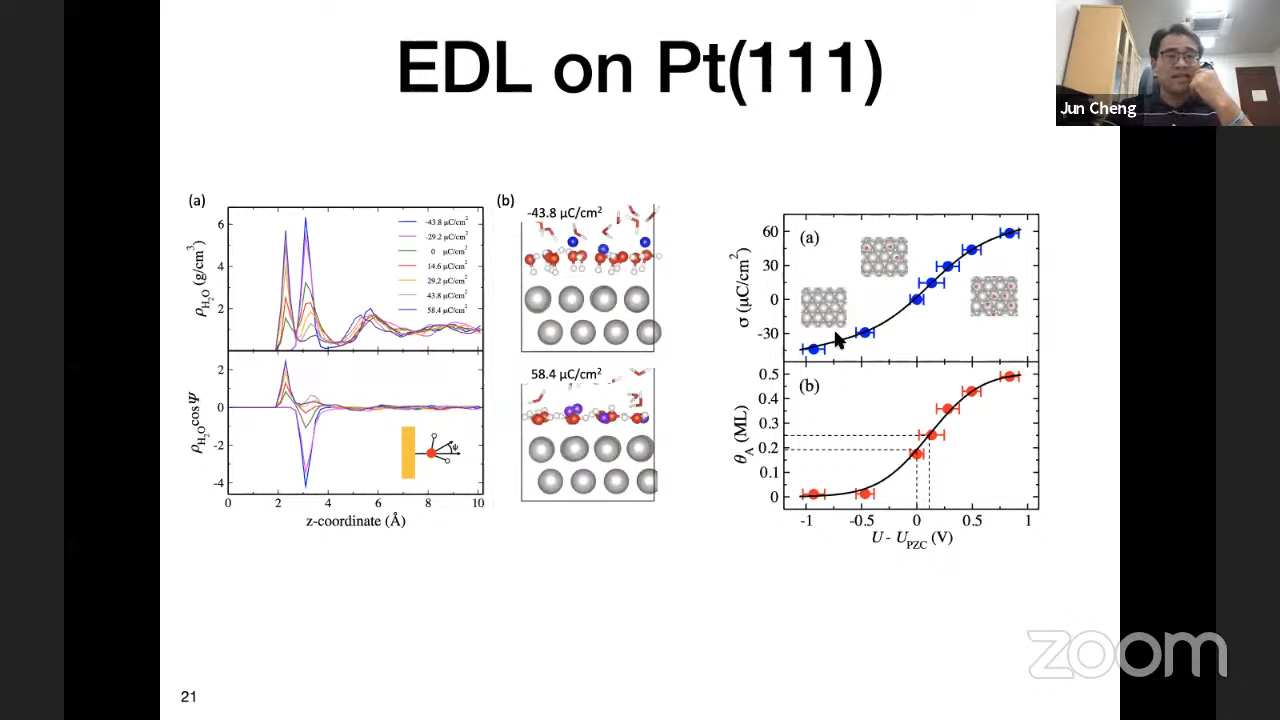 EDL on Pt(111)
Jun Cheng
(a)
6
4
2
ρH₂O (g/cm³)
-43.8 μC/cm²
-29.2 μC/cm²
0 μC/cm²
14.6 μC/cm²
29.2 μC/cm²
43.8 μC/cm²
58.4 μC/cm²
2
0
-2
-4
ρH₂O cos Ψ
Ψ
0 2 4 6 8 10
z-coordinate (Å)
(b)
-43.8 μC/cm²
58.4 μC/cm²
(a)
60
30
0
-30
σ (μC/cm²)
(b)
0.5
0.4
0.3
0.2
0.1
0
θA (ML)
-1 -0.5 0 0.5 1
U - UPZC (V)
zoom
21